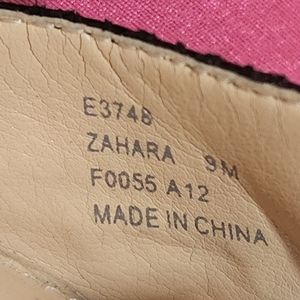 E3748
ZAHARA 9M
F0055 A12
MADE IN CHINA